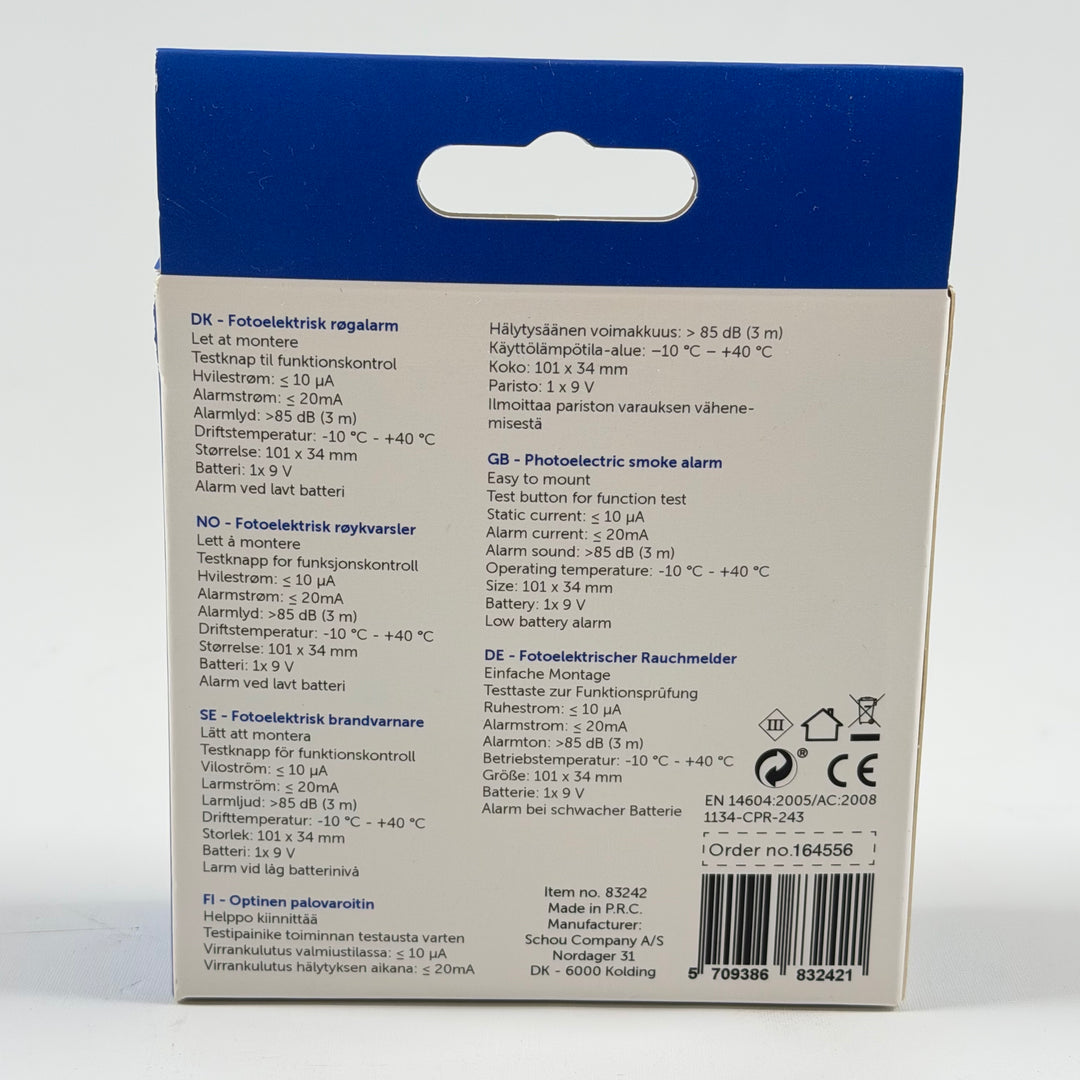 DK - Fotoelektrisk røgalarm
Let at montere
Testknap til funktionskontrol
Hvilestrøm: ≤ 10 µA
Alarmstrøm: ≤ 20mA
Alarmlyd: >85 dB (3 m)
Driftstemperatur: -10 °C - +40 °C
Størrelse: 101 x 34 mm
Batteri: 1x 9 V
Alarm ved lavt batteri
NO - Fotoelektrisk røykvarsler
Lett å montere
Testknapp for funksjonskontroll
Hvilestrøm: ≤ 10 µA
Alarmstrøm: ≤ 20mA
Alarmlyd: >85 dB (3 m)
Driftstemperatur: -10 °C - +40 °C
Størrelse: 101 x 34 mm
Batteri: 1x 9 V
Alarm ved lavt batteri
SE - Fotoelektrisk brandvarnare
Lätt att montera
Testknapp för funktionskontroll
Viloström: ≤ 10 µA
Larmström: ≤ 20mA
Larmljud: >85 dB (3 m)
Drifttemperatur: -10 °C - +40 °C
Storlek: 101 x 34 mm
Batteri: 1x 9 V
Larm vid låg batterinivå
FI - Optinen palovaroitin
Helppo kiinnittää
Testipainike toiminnan testausta varten
Virrankulutus valmiustilassa: ≤ 10 µA
Virrankulutus hälytyksen aikana: ≤ 20mA
Hälytysäänen voimakkuus: > 85 dB (3 m)
Käyttölämpötila-alue: –10 °C – +40 °C
Koko: 101 x 34 mm
Paristo: 1 x 9 V
Ilmoittaa pariston varauksen vähene-
misestä
GB - Photoelectric smoke alarm
Easy to mount
Test button for function test
Static current: ≤ 10 µA
Alarm current: ≤ 20mA
Alarm sound: >85 dB (3 m)
Operating temperature: -10 °C - +40 °C
Size: 101 x 34 mm
Battery: 1x 9 V
Low battery alarm
DE - Fotoelektrischer Rauchmelder
Einfache Montage
Testtaste zur Funktionsprüfung
Ruhestrom: ≤ 10 µA
Alarmstrom: ≤ 20mA
Alarmton: >85 dB (3 m)
Betriebstemperatur: -10 °C - +40 °C
Größe: 101 x 34 mm
Batterie: 1x 9 V
Alarm bei schwacher Batterie
III
®
CE
EN 14604:2005/AC:2008
1134-CPR-243
Order no.164556
Item no. 83242
Made in P.R.C.
Manufacturer:
Schou Company A/S
Nordager 31
DK - 6000 Kolding
5 709386 832421